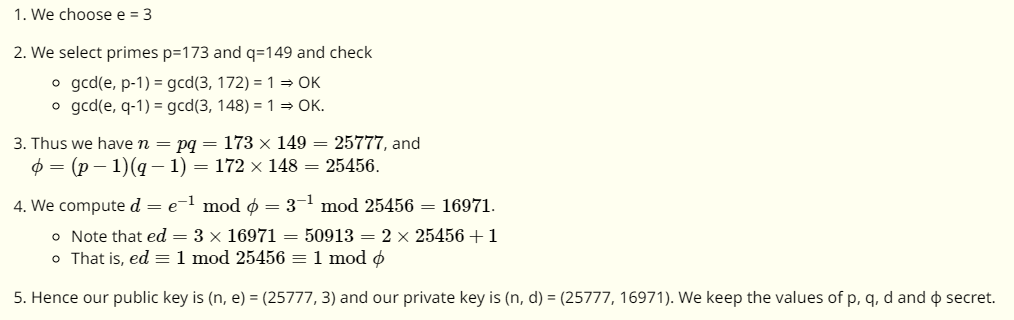 1. We choose e = 3
2. We select primes p=173 and q=149 and check
∘ gcd(e, p-1) = gcd(3, 172) = 1 ⇒ OK
∘ gcd(e, q-1) = gcd(3, 148) = 1 ⇒ OK.
3. Thus we have n = pq = 173 × 149 = 25777, and
ϕ = (p − 1)(q − 1) = 172 × 148 = 25456.
4. We compute d = e⁻¹ mod ϕ = 3⁻¹ mod 25456 = 16971.
∘ Note that ed = 3 × 16971 = 50913 = 2 × 25456 + 1
∘ That is, ed ≡ 1 mod 25456 ≡ 1 mod ϕ
5. Hence our public key is (n, e) = (25777, 3) and our private key is (n, d) = (25777, 16971). We keep the values of p, q, d and ϕ secret.